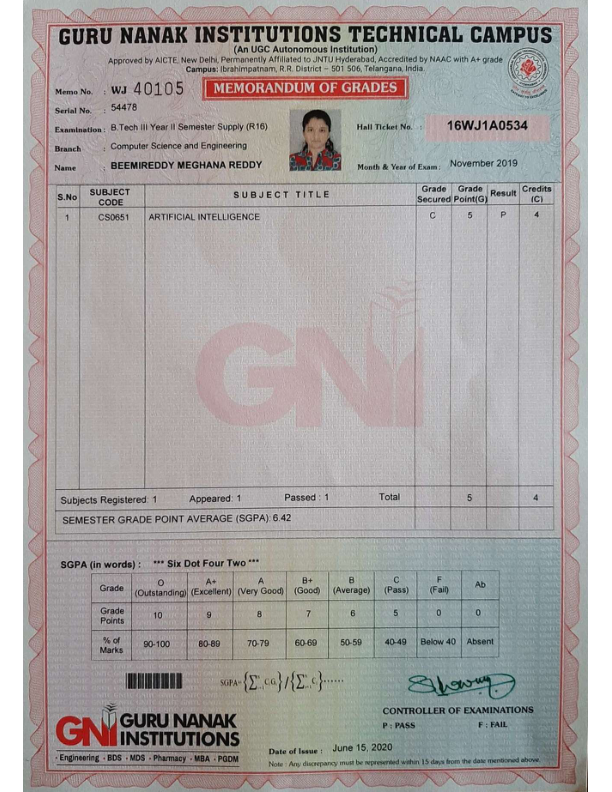 GURU NANAK INSTITUTIONS TECHNICAL CAMPUS
(An UGC Autonomous Institution)
Approved by AICTE, New Delhi, Permanently Affiliated to JNTU Hyderabad, Accredited by NAAC with A+ grade
Campus: Ibrahimpatnam, R.R. District – 501 506, Telangana, India.
Memo No. : WJ 40105 MEMORANDUM OF GRADES
Serial No. : 54478
Examination : B.Tech III Year II Semester Supply (R16) Hall Ticket No. : 16WJ1A0534
Branch : Computer Science and Engineering
Name : BEEMIREDDY MEGHANA REDDY Month & Year of Exam: November 2019
S.No SUBJECT CODE SUBJECT TITLE Grade Secured Grade Point(G) Result Credits (C)
1 CS0651 ARTIFICIAL INTELLIGENCE C 5 P 4
GNI
Subjects Registered: 1 Appeared: 1 Passed : 1 Total 5 4
SEMESTER GRADE POINT AVERAGE (SGPA): 6.42
SGPA (in words) : *** Six Dot Four Two ***
Grade O (Outstanding) A+ (Excellent) A (Very Good) B+ (Good) B (Average) C (Pass) F (Fail) Ab
Grade Points 10 9 8 7 6 5 0 0
% of Marks 90-100 80-89 70-79 60-69 50-59 40-49 Below 40 Absent
CONTROLLER OF EXAMINATIONS
P : PASS F : FAIL
GNI GURU NANAK INSTITUTIONS
· Engineering · BDS · MDS · Pharmacy · MBA · PGDM
Date of Issue : June 15, 2020
Note : Any discrepancy must be represented within 15 days from the date mentioned above.